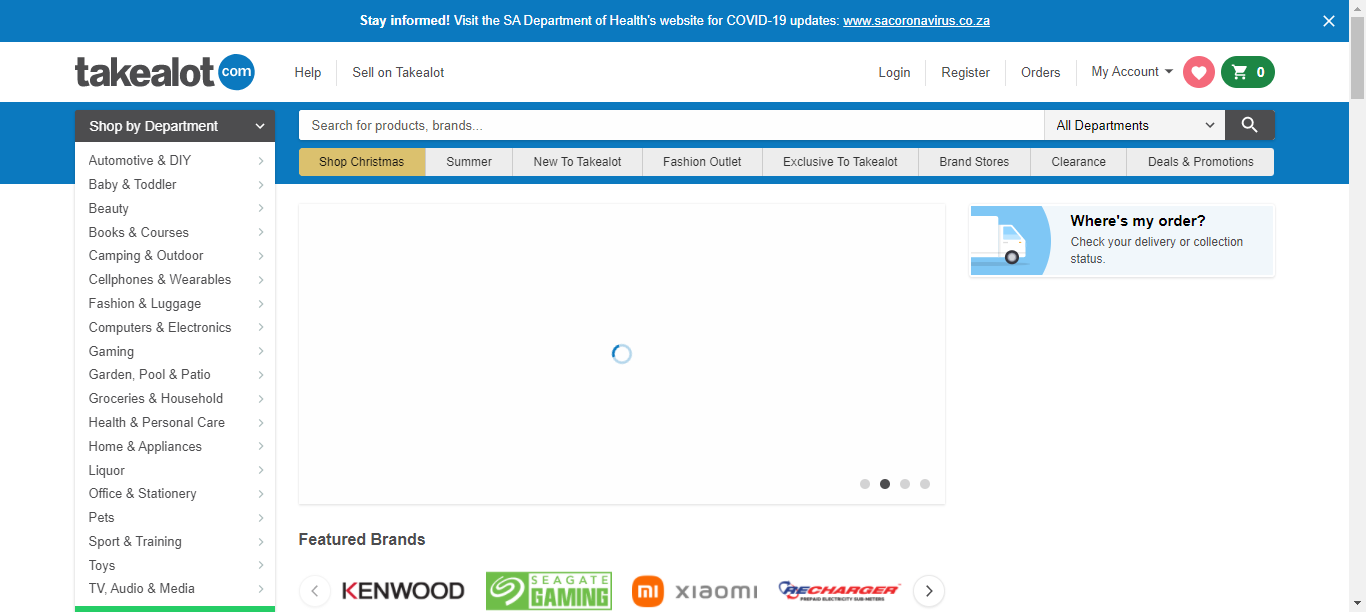 Stay informed! Visit the SA Department of Health's website for COVID-19 updates: www.sacoronavirus.co.za
takealot com
Help
Sell on Takealot
Login
Register
Orders
My Account
0
Shop by Department
Search for products, brands...
All Departments
Shop Christmas
Summer
New To Takealot
Fashion Outlet
Exclusive To Takealot
Brand Stores
Clearance
Deals & Promotions
Automotive & DIY
Baby & Toddler
Beauty
Books & Courses
Camping & Outdoor
Cellphones & Wearables
Fashion & Luggage
Computers & Electronics
Gaming
Garden, Pool & Patio
Groceries & Household
Health & Personal Care
Home & Appliances
Liquor
Office & Stationery
Pets
Sport & Training
Toys
TV, Audio & Media
Where's my order?
Check your delivery or collection
status.
Featured Brands
KENWOOD
SEAGATE
GAMING
mi xiaomi
RECHARGER
PREPAID ELECTRICITY SUB-METERS